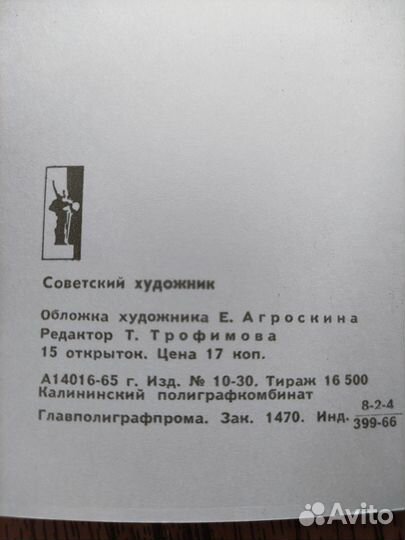 Советский художник
Обложка художника Е. Агроскина
Редактор Т. Трофимова
15 открыток. Цена 17 коп.
А14016-65 г. Изд. № 10-30. Тираж 16 500
Калининский полиграфкомбинат
Главполиграфпрома. Зак. 1470. Инд. 8-2-4/399-66
Avito